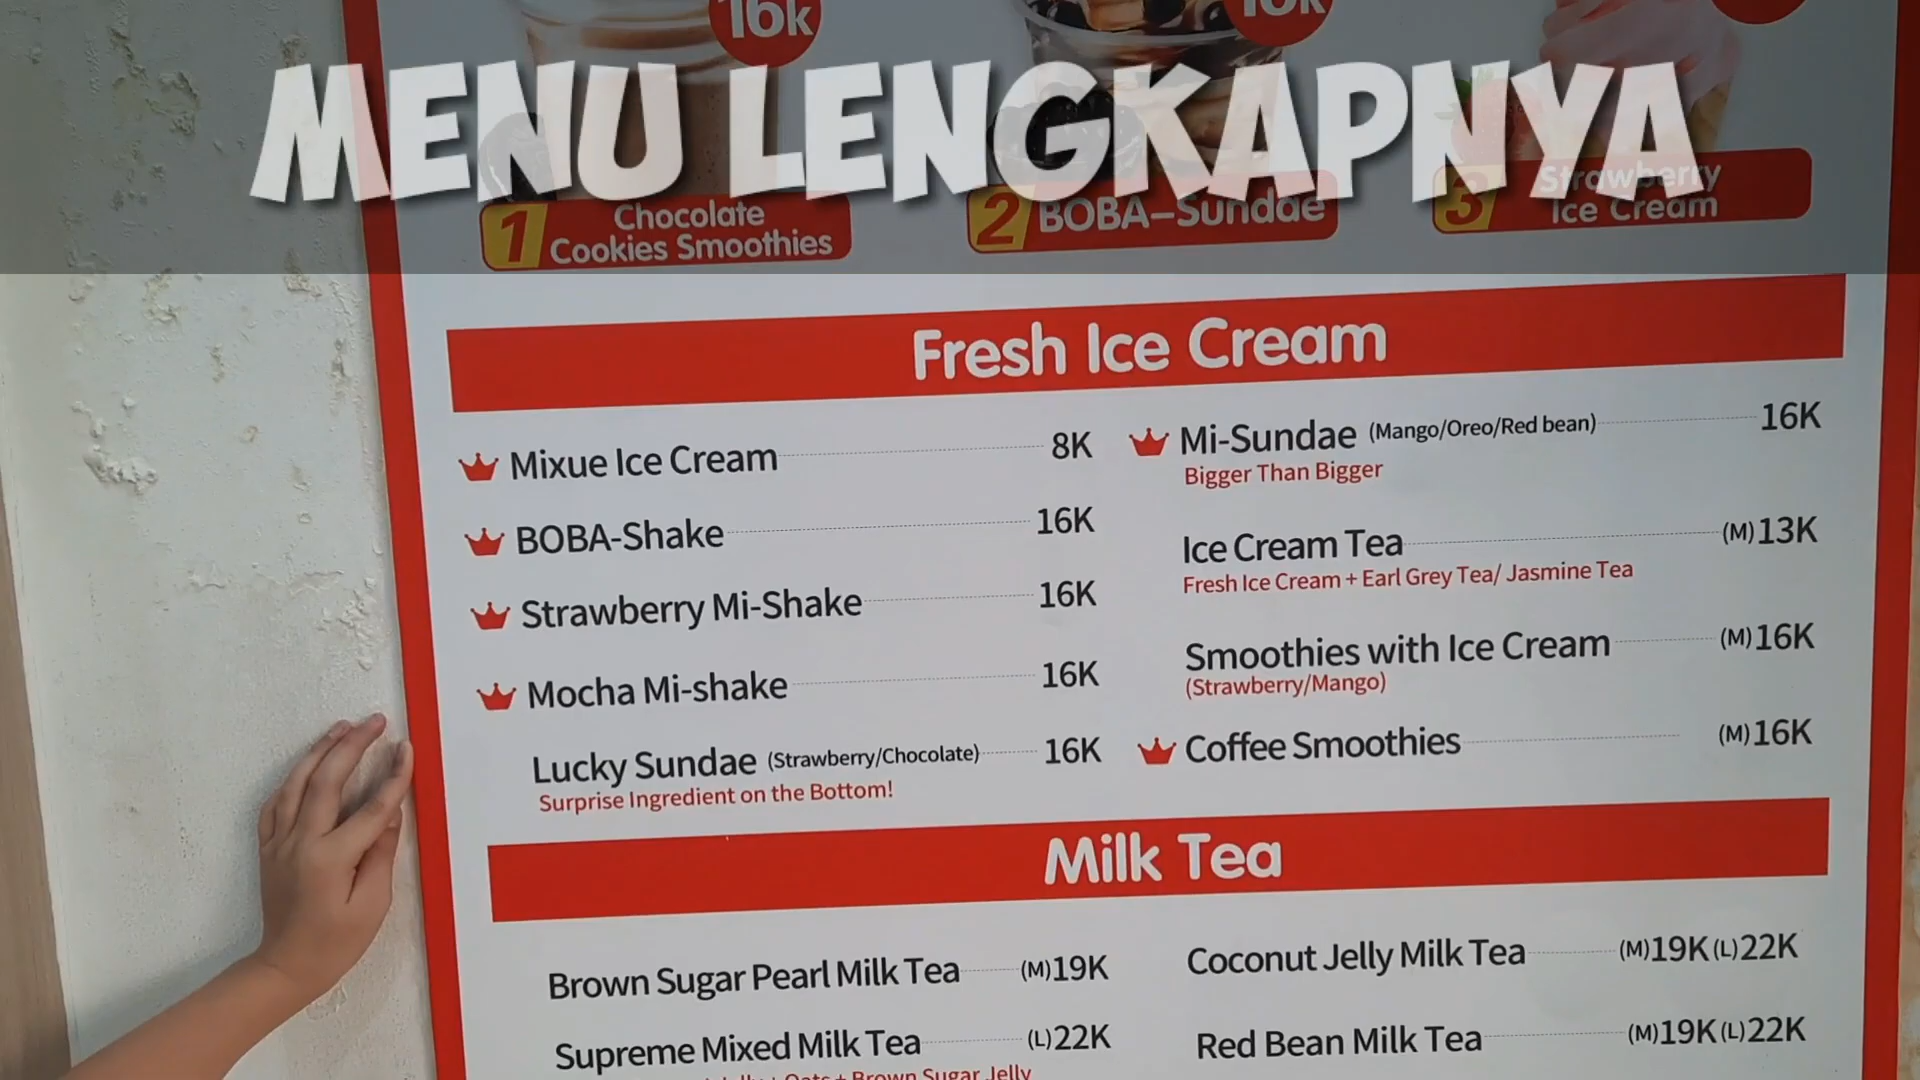 16k
MENU LENGKAPNYA
1 Chocolate
Cookies Smoothies
2 BOBA-Sundae
3 Strawberry
Ice Cream
Fresh Ice Cream
Mixue Ice Cream 8K
BOBA-Shake 16K
Strawberry Mi-Shake 16K
Mocha Mi-shake 16K
Lucky Sundae (Strawberry/Chocolate) 16K
Surprise Ingredient on the Bottom!
Mi-Sundae (Mango/Oreo/Red bean) 16K
Bigger Than Bigger
Ice Cream Tea (M)13K
Fresh Ice Cream + Earl Grey Tea/ Jasmine Tea
Smoothies with Ice Cream (M)16K
(Strawberry/Mango)
Coffee Smoothies (M)16K
Milk Tea
Brown Sugar Pearl Milk Tea (M)19K
Supreme Mixed Milk Tea (L)22K
+ Brown Sugar Jelly
Coconut Jelly Milk Tea (M)19K (L)22K
Red Bean Milk Tea (M)19K (L)22K